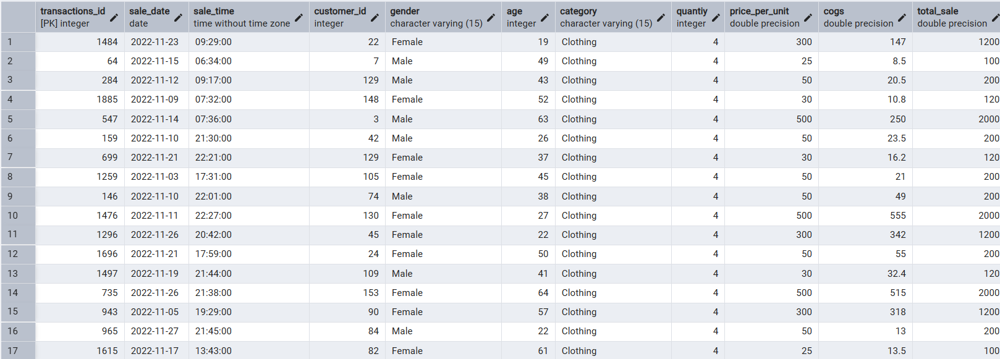 transactions_id sale_date sale_time customer_id gender age category quantiy price_per_unit cogs total_sale
[PK] integer date time without time zone integer character varying (15) integer character varying (15) integer double precision double precision double precision
1 1484 2022-11-23 09:29:00 22 Female 19 Clothing 4 300 147 1200
2 64 2022-11-15 06:34:00 7 Male 49 Clothing 4 25 8.5 100
3 284 2022-11-12 09:17:00 129 Male 43 Clothing 4 50 20.5 200
4 1885 2022-11-09 07:32:00 148 Female 52 Clothing 4 30 10.8 120
5 547 2022-11-14 07:36:00 3 Male 63 Clothing 4 500 250 2000
6 159 2022-11-10 21:30:00 42 Male 26 Clothing 4 50 23.5 200
7 699 2022-11-21 22:21:00 129 Female 37 Clothing 4 30 16.2 120
8 1259 2022-11-03 17:31:00 105 Female 45 Clothing 4 50 21 200
9 146 2022-11-10 22:01:00 74 Male 38 Clothing 4 50 49 200
10 1476 2022-11-11 22:27:00 130 Female 27 Clothing 4 500 555 2000
11 1296 2022-11-26 20:42:00 45 Female 22 Clothing 4 300 342 1200
12 1696 2022-11-21 17:59:00 24 Female 50 Clothing 4 50 55 200
13 1497 2022-11-19 21:44:00 109 Male 41 Clothing 4 30 32.4 120
14 735 2022-11-26 21:38:00 153 Female 64 Clothing 4 500 515 2000
15 943 2022-11-05 19:29:00 90 Female 57 Clothing 4 300 318 1200
16 965 2022-11-27 21:45:00 84 Male 22 Clothing 4 50 13 200
17 1615 2022-11-17 13:43:00 82 Female 61 Clothing 4 25 13.5 100